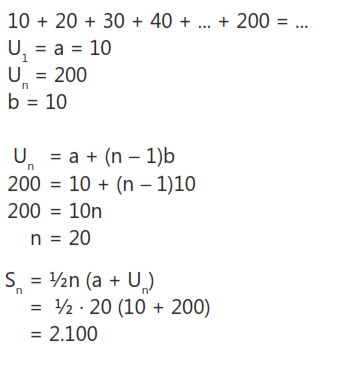 10 + 20 + 30 + 40 + ... + 200 = ...
U₁ = a = 10
Uₙ = 200
b = 10
Uₙ = a + (n – 1)b
200 = 10 + (n – 1)10
200 = 10n
n = 20
Sₙ = ½n (a + Uₙ)
= ½ · 20 (10 + 200)
= 2.100